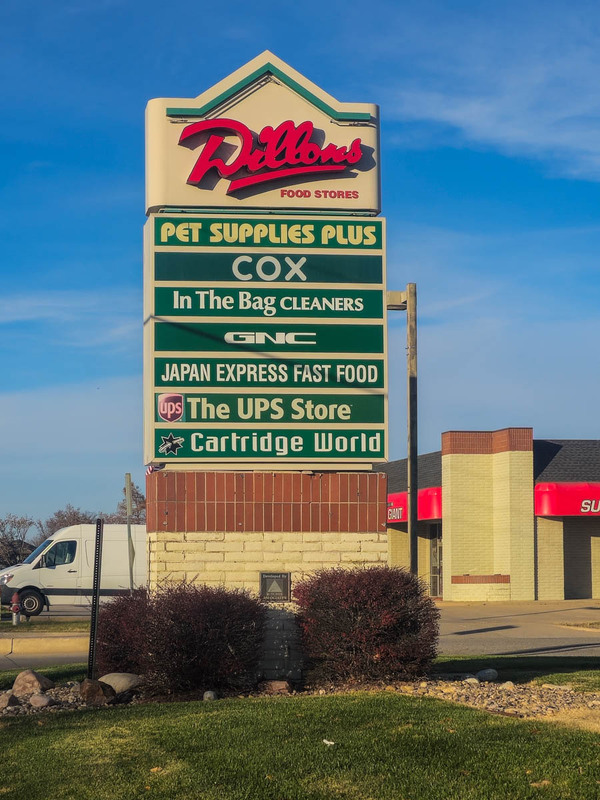 Dillons
FOOD STORES
PET SUPPLIES PLUS
COX
In The Bag CLEANERS
GNC
JAPAN EXPRESS FAST FOOD
ups The UPS Store
Cartridge World
GIANT
SU